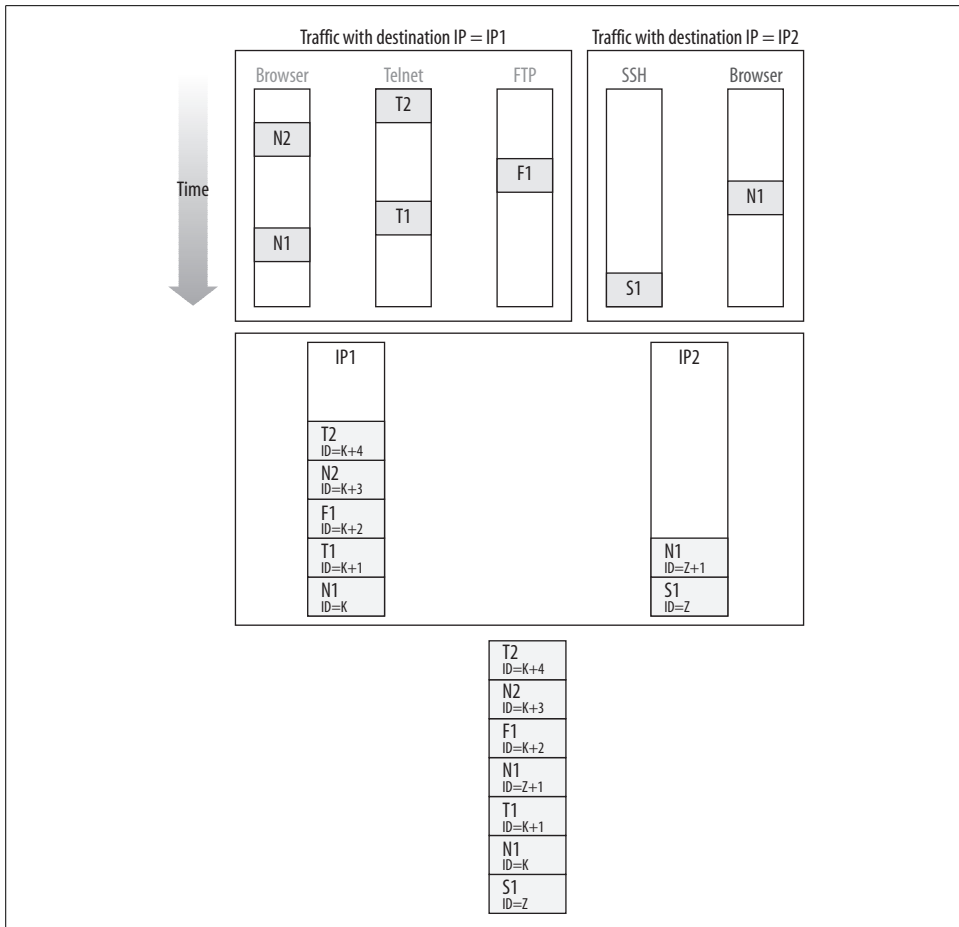 Traffic with destination IP = IP1
Traffic with destination IP = IP2
Browser
Telnet
FTP
SSH
Browser
T2
N2
F1
N1
Time
T1
N1
S1
IP1
IP2
T2
ID=K+4
N2
ID=K+3
F1
ID=K+2
T1
ID=K+1
N1
ID=K
N1
ID=Z+1
S1
ID=Z
T2
ID=K+4
N2
ID=K+3
F1
ID=K+2
N1
ID=Z+1
T1
ID=K+1
N1
ID=K
S1
ID=Z